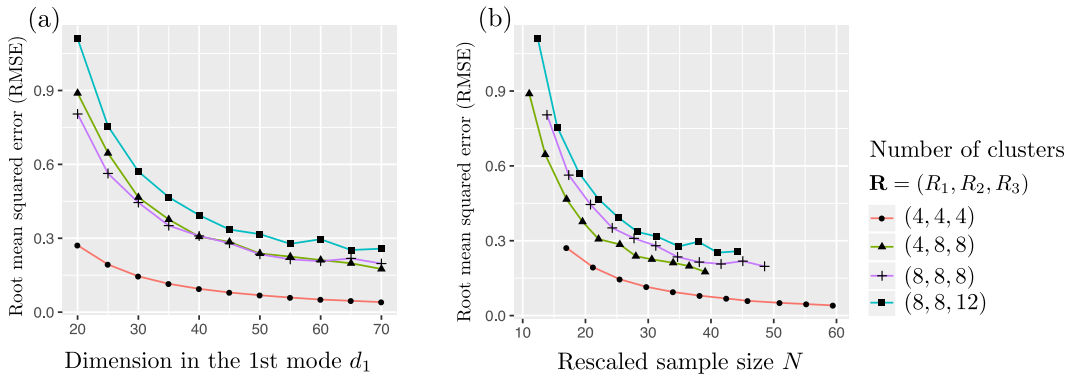 (a)
Root mean squared error (RMSE)
0.9
0.6
0.3
0.0
20 30 40 50 60 70
Dimension in the 1st mode d₁
(b)
Root mean squared error (RMSE)
0.9
0.6
0.3
0.0
10 20 30 40 50 60
Rescaled sample size N
Number of clusters
R = (R₁, R₂, R₃)
(4, 4, 4)
(4, 8, 8)
(8, 8, 8)
(8, 8, 12)